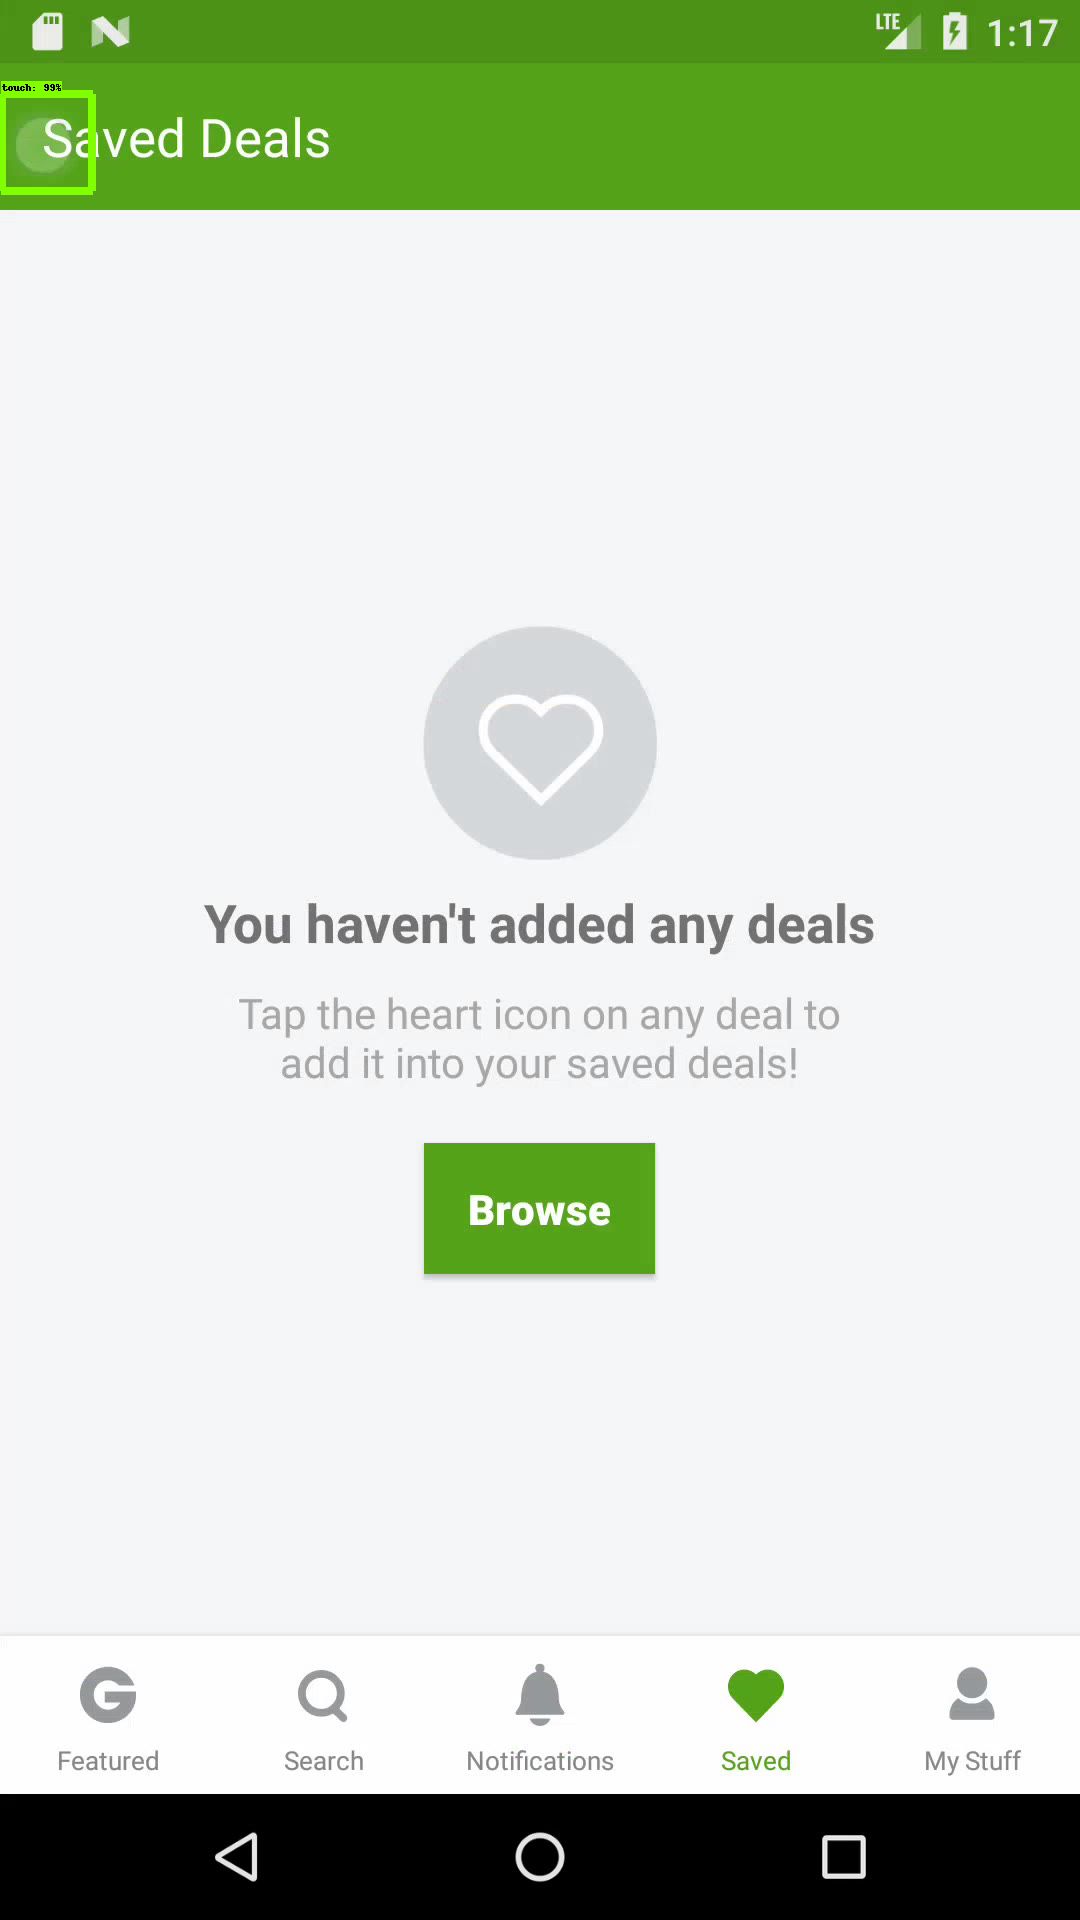 LTE 1:17
touch: 99%
Saved Deals
You haven't added any deals
Tap the heart icon on any deal to
add it into your saved deals!
Browse
Featured Search Notifications Saved My Stuff